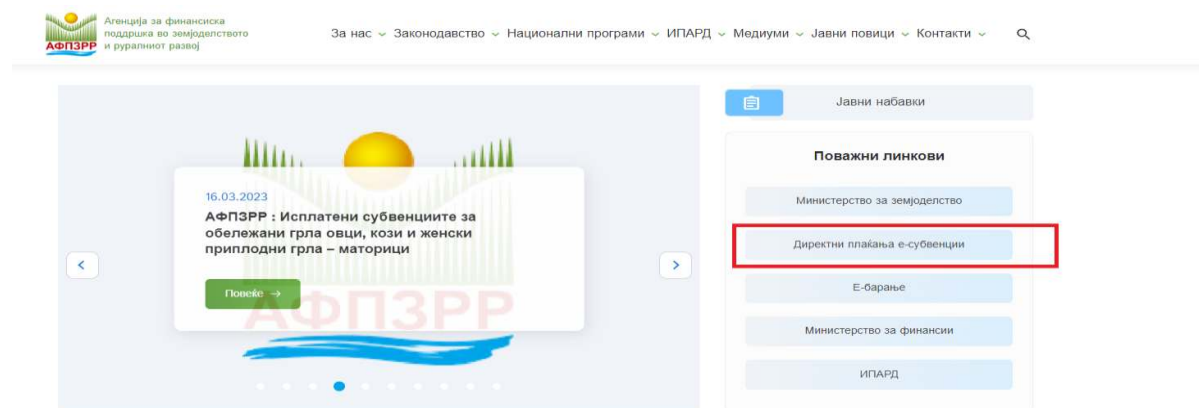 Агенција за финансиска
поддршка во земјоделството
и руралниот развој
АФПЗРР
За нас Законодавство Национални програми ИПАРД Медиуми Јавни повици Контакти
Јавни набавки
Поважни линкови
Министерство за земјоделство
Директни плаќања е-субвенции
Е-барање
Министерство за финансии
ИПАРД
16.03.2023
АФПЗРР : Исплатени субвенциите за
обележани грла овци, кози и женски
приплодни грла – маторици
Повеќе →
АФПЗРР